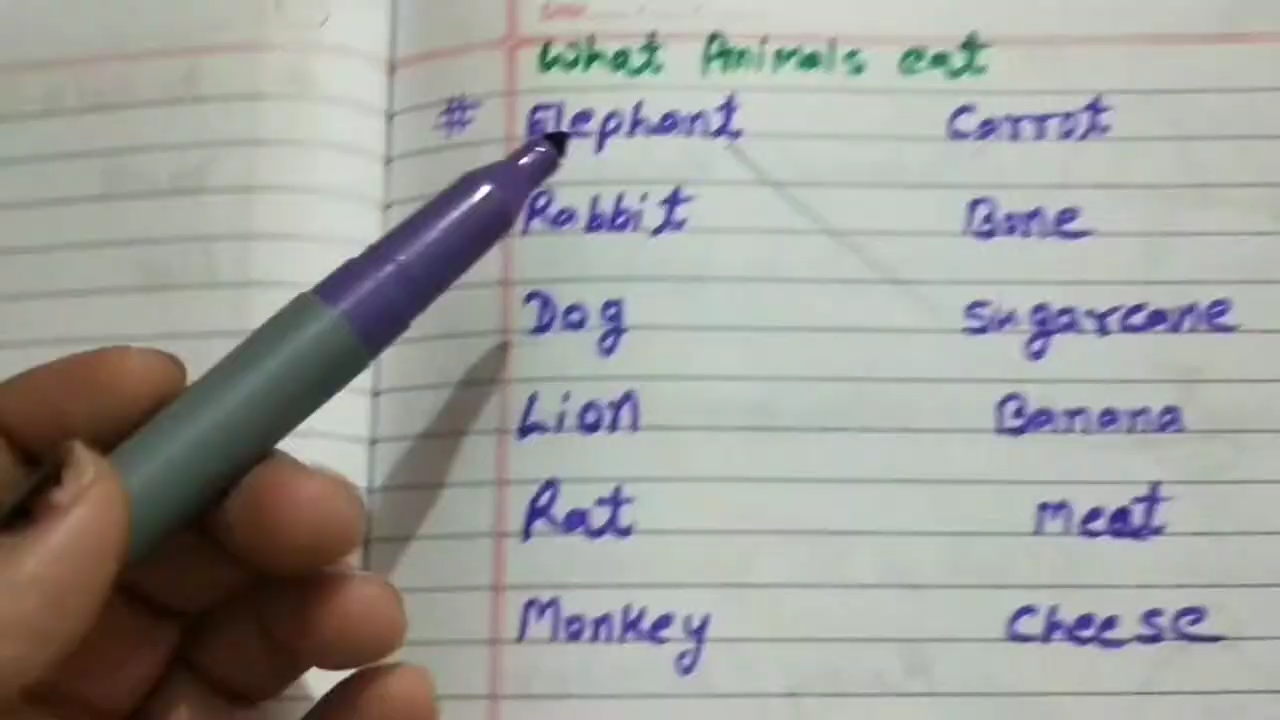 What Animals eat
# Elephant Carrot
Rabbit Bone
Dog Sugarcane
Lion Banana
Rat Meat
Monkey Cheese